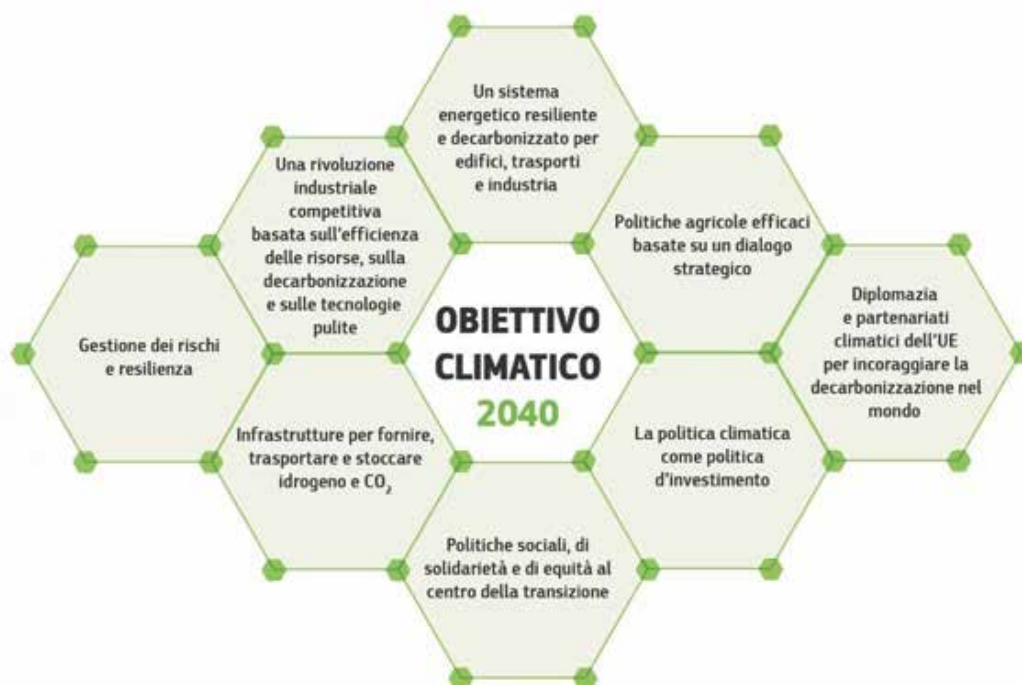 Un sistema
energetico resiliente
e decarbonizzato per
edifici, trasporti
e industria
Una rivoluzione
industriale
competitiva
basata sull'efficienza
delle risorse, sulla
decarbonizzazione
e sulle tecnologie
pulite
Politiche agricole efficaci
basate su un dialogo
strategico
Gestione dei rischi
e resilienza
OBIETTIVO
CLIMATICO
2040
Diplomazia
e partenariati
climatici dell'UE
per incoraggiare la
decarbonizzazione nel
mondo
Infrastrutture per fornire,
trasportare e stoccare
idrogeno e CO₂
La politica climatica
come politica
d'investimento
Politiche sociali, di
solidarietà e di equità al
centro della transizione